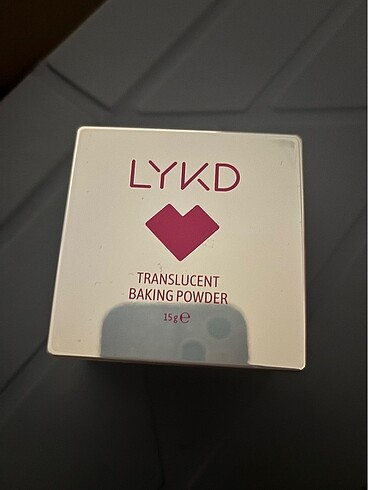 LYKD
TRANSLUCENT
BAKING POWDER
15g ℮